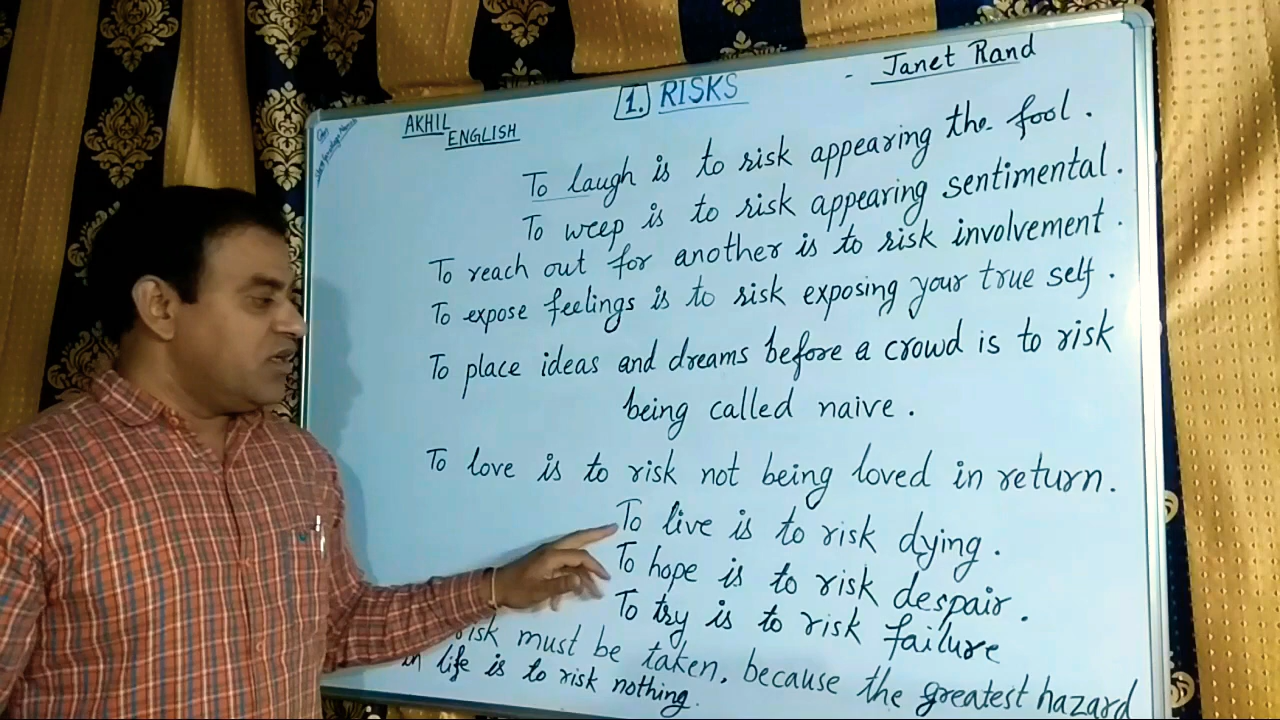 - Janet Rand
1. RISKS
AKHIL
ENGLISH
To laugh is to risk appearing the fool.
To weep is to risk appearing sentimental.
To reach out for another is to risk involvement.
To expose feelings is to risk exposing your true self.
To place ideas and dreams before a crowd is to risk
being called naive.
To love is to risk not being loved in return.
To live is to risk dying.
To hope is to risk despair.
To try is to risk failure
risk must be taken, because the greatest hazard
in life is to risk nothing.